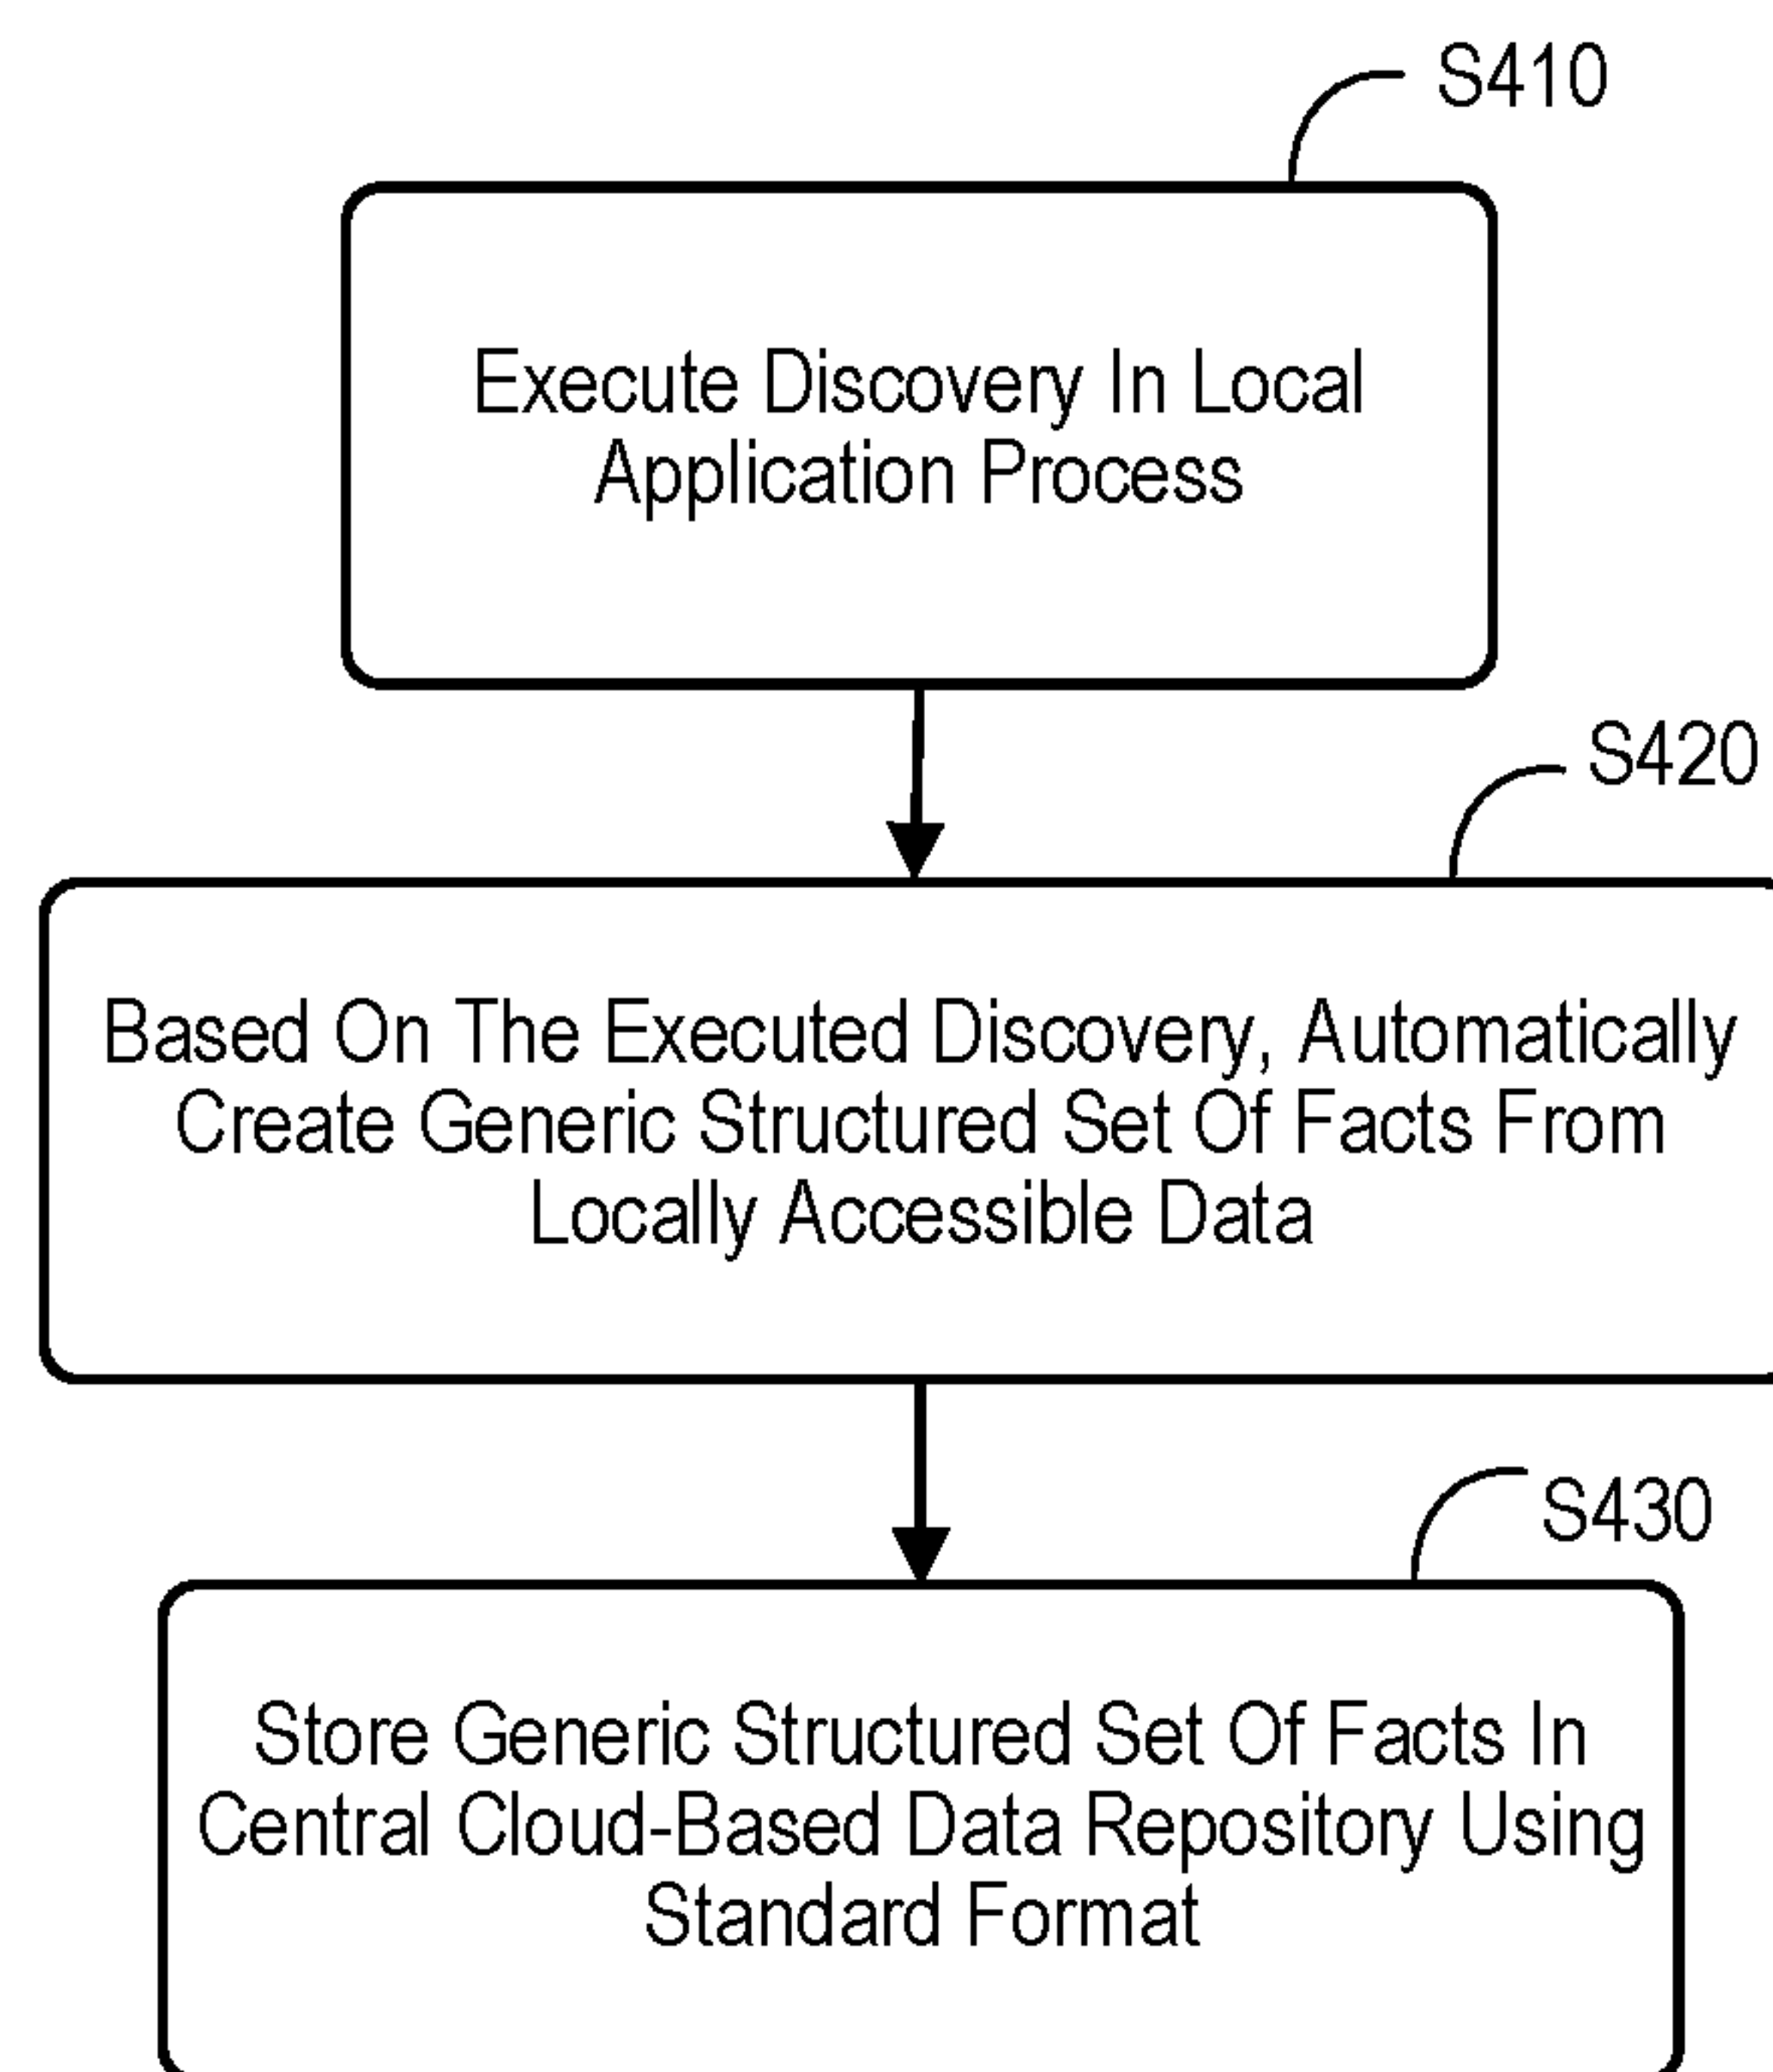 S410
Execute Discovery In Local
Application Process
S420
Based On The Executed Discovery, Automatically
Create Generic Structured Set Of Facts From
Locally Accessible Data
S430
Store Generic Structured Set Of Facts In
Central Cloud-Based Data Repository Using
Standard Format